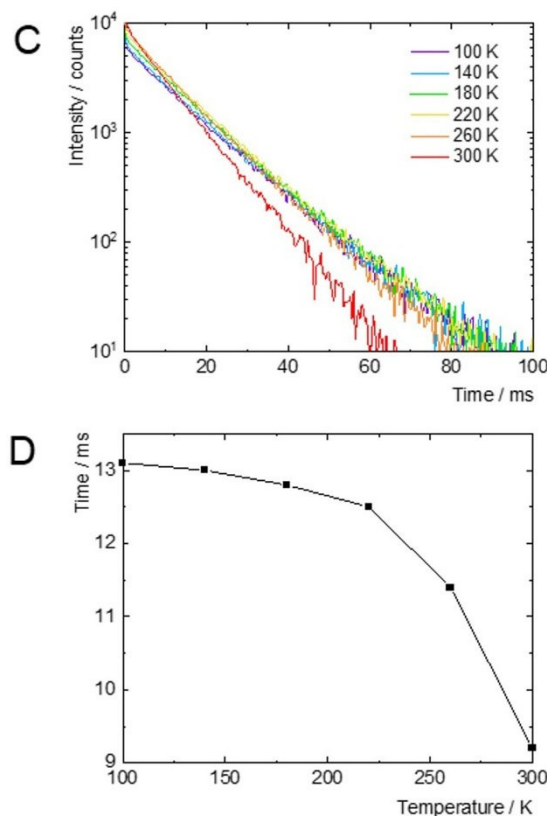 C
Intensity / counts
10⁴
10³
10²
10¹
100 K
140 K
180 K
220 K
260 K
300 K
0 20 40 60 80 100
Time / ms
D
Time / ms
13
12
11
10
9
100 150 200 250 300
Temperature / K